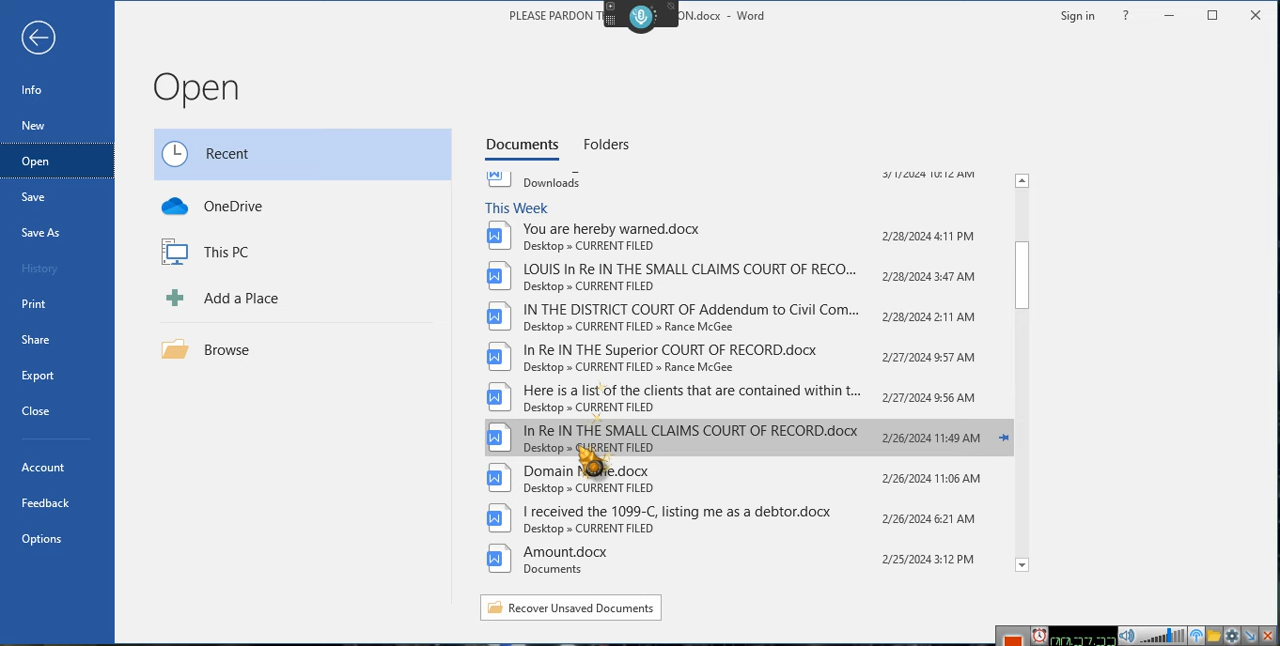 PLEASE PARDON T ON.docx - Word
Sign in ?
Info
New
Open
Save
Save As
History
Print
Share
Export
Close
Account
Feedback
Options
Open
Recent
OneDrive
This PC
Add a Place
Browse
Documents Folders
3/1/2024 10:12 AM
Downloads
This Week
You are hereby warned.docx
Desktop » CURRENT FILED
2/28/2024 4:11 PM
LOUIS In Re IN THE SMALL CLAIMS COURT OF RECO...
Desktop » CURRENT FILED
2/28/2024 3:47 AM
IN THE DISTRICT COURT OF Addendum to Civil Com...
Desktop » CURRENT FILED » Rance McGee
2/28/2024 2:11 AM
In Re IN THE Superior COURT OF RECORD.docx
Desktop » CURRENT FILED » Rance McGee
2/27/2024 9:57 AM
Here is a list of the clients that are contained within t...
Desktop » CURRENT FILED
2/27/2024 9:56 AM
In Re IN THE SMALL CLAIMS COURT OF RECORD.docx
Desktop » CURRENT FILED
2/26/2024 11:49 AM
Domain Name.docx
Desktop » CURRENT FILED
2/26/2024 11:06 AM
I received the 1099-C, listing me as a debtor.docx
Desktop » CURRENT FILED
2/26/2024 6:21 AM
Amount.docx
Documents
2/25/2024 3:12 PM
Recover Unsaved Documents